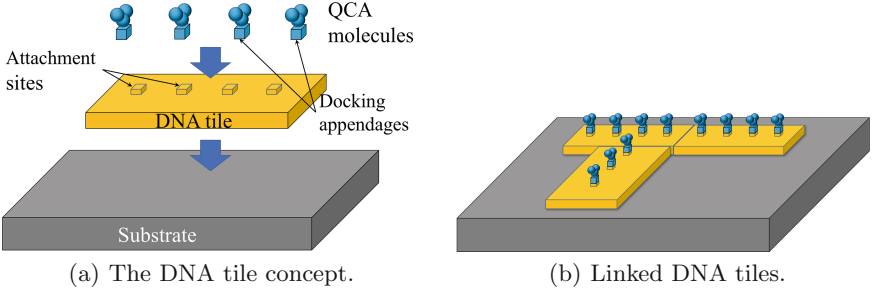 QCA
molecules
Attachment
sites
Docking
appendages
DNA tile
Substrate
(a) The DNA tile concept.
(b) Linked DNA tiles.